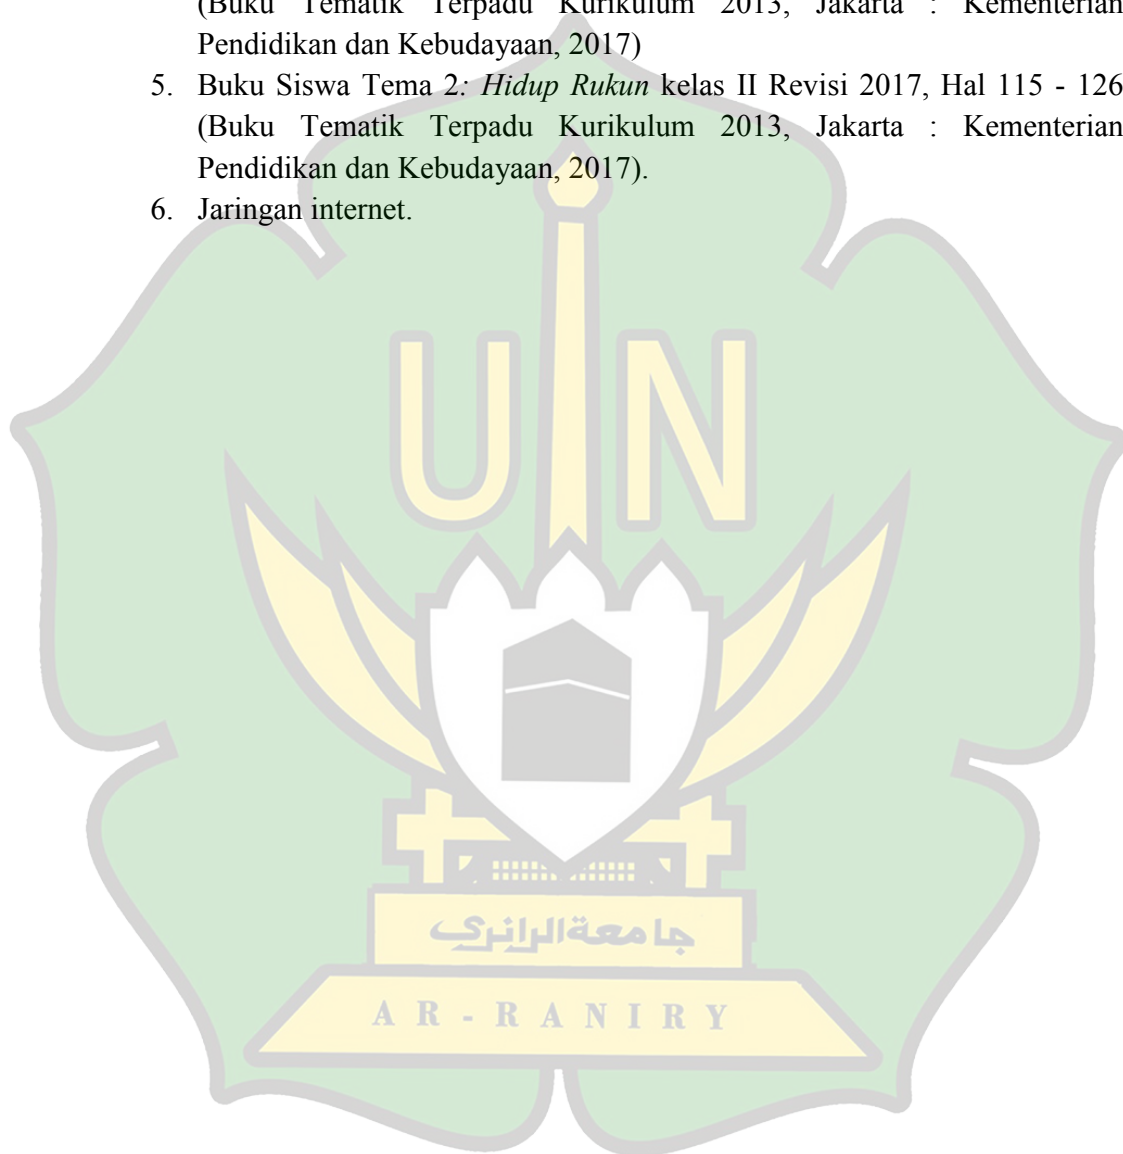 (Buku Tematik Terpadu Kurikulum 2013, Jakarta : Kementerian
Pendidikan dan Kebudayaan, 2017)
5. Buku Siswa Tema 2: Hidup Rukun kelas II Revisi 2017, Hal 115 - 126
(Buku Tematik Terpadu Kurikulum 2013, Jakarta : Kementerian
Pendidikan dan Kebudayaan, 2017).
6. Jaringan internet.
UIN
جامعة الرانري
AR-RANIRY